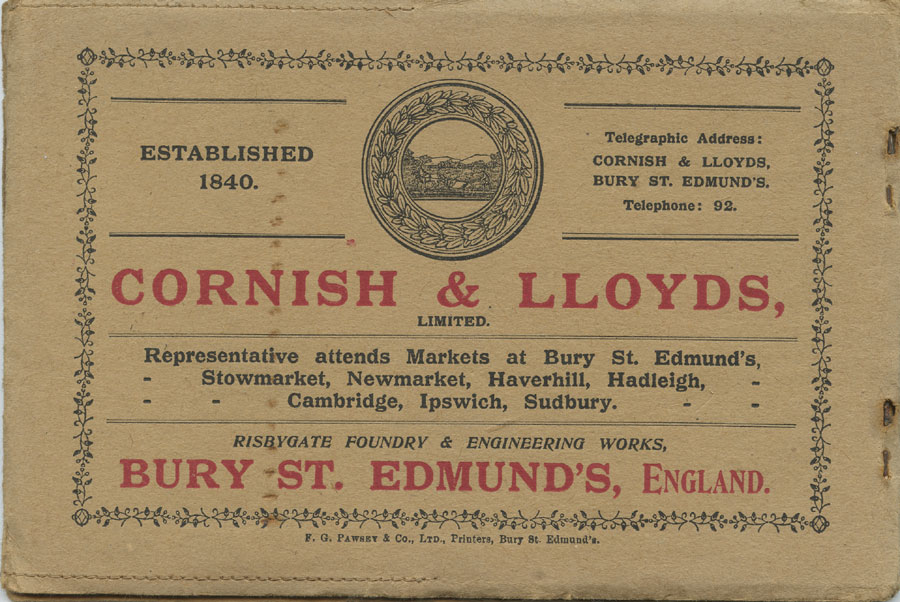 ESTABLISHED
1840.
Telegraphic Address:
CORNISH & LLOYDS,
BURY ST. EDMUND'S.
Telephone: 92.
CORNISH & LLOYDS,
LIMITED.
Representative attends Markets at Bury St. Edmund's,
- Stowmarket, Newmarket, Haverhill, Hadleigh, -
- - Cambridge, Ipswich, Sudbury. - -
RISBYGATE FOUNDRY & ENGINEERING WORKS,
BURY ST. EDMUND'S, ENGLAND.
F. G. PAWSEY & Co., LTD., Printers, Bury St. Edmund's.